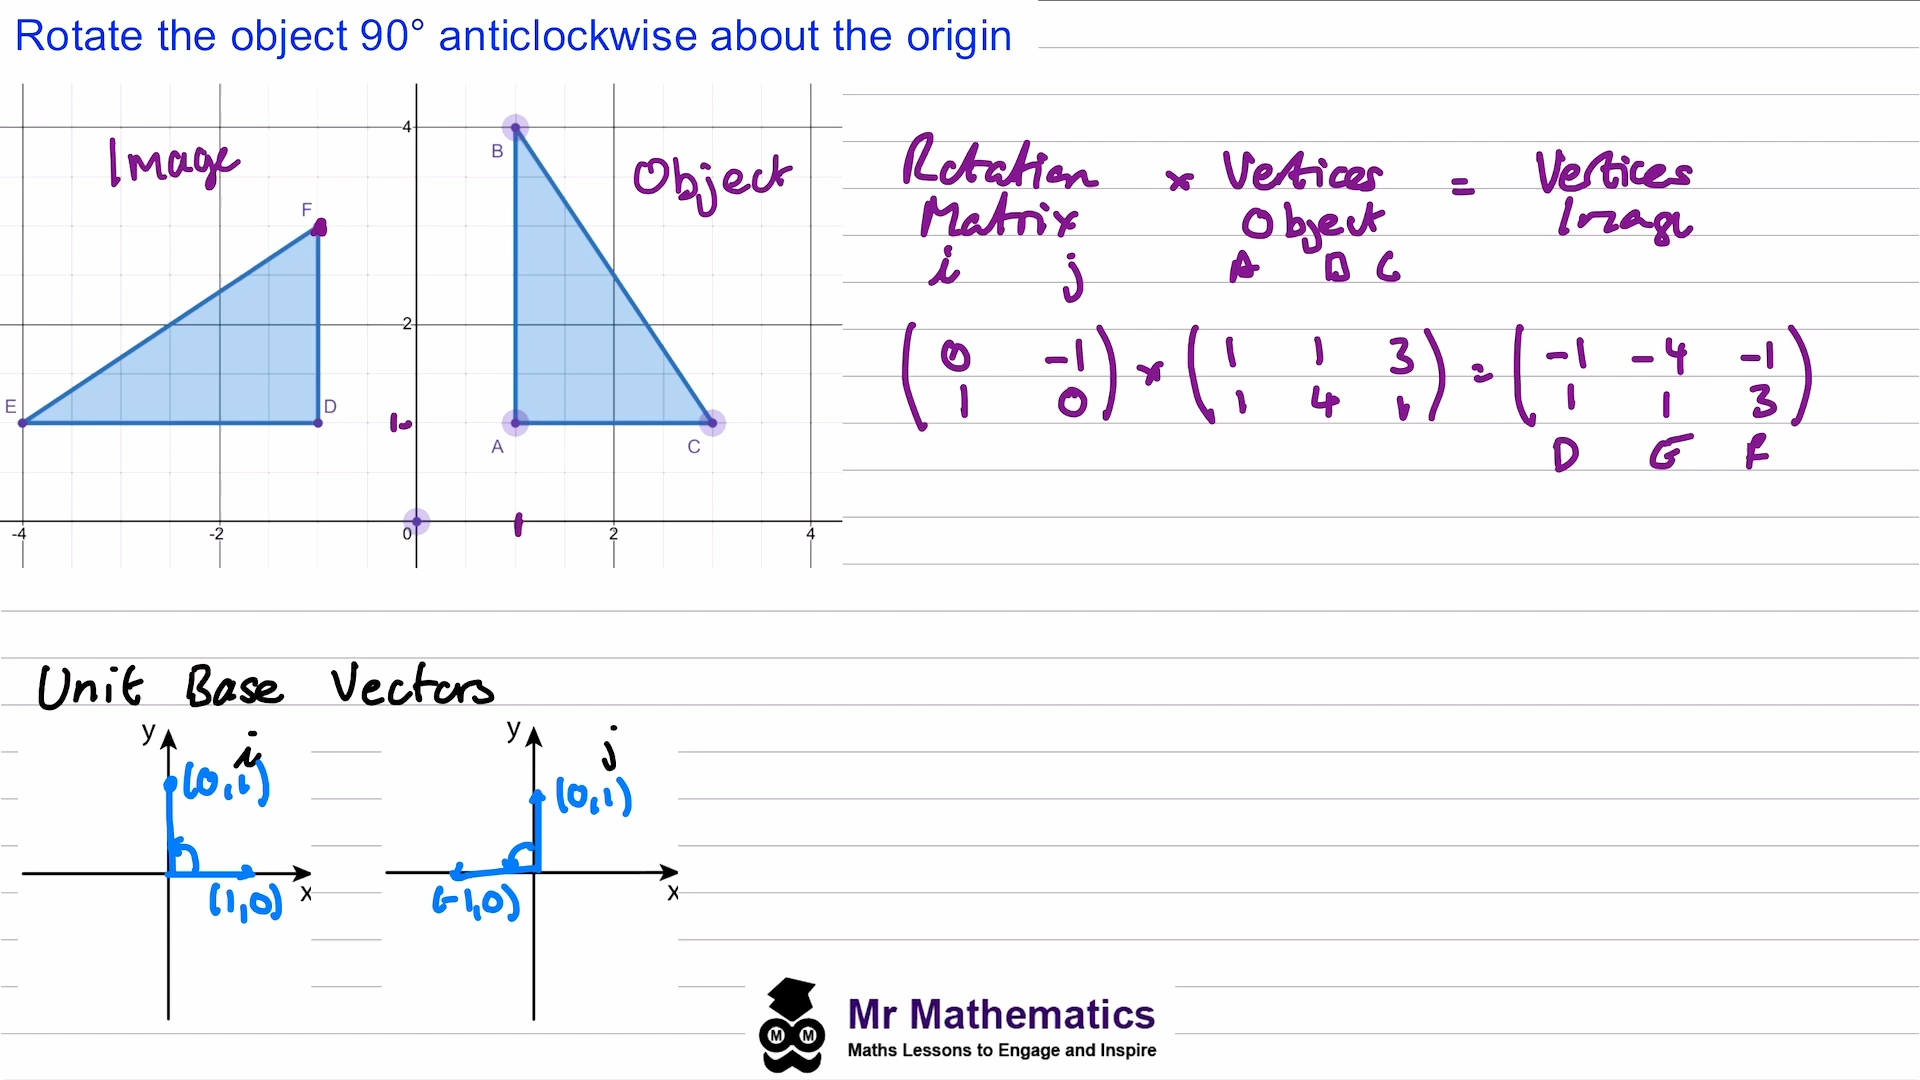 Rotate the object 90° anticlockwise about the origin
Image
Object
4
B
F
2
E
D
1
A
C
-4
-2
0
1
2
4
Rotation × Vertices = Vertices
Matrix Object Image
i j A B C
( 0 -1 ) × ( 1 1 3 ) = ( -1 -4 -1 )
( 1 0 ) ( 1 4 1 ) ( 1 1 3 )
D E F
Unit Base Vectors
y i
(0,1)
(1,0) x
y j
(0,1)
(-1,0) x
M M
Mr Mathematics
Maths Lessons to Engage and Inspire